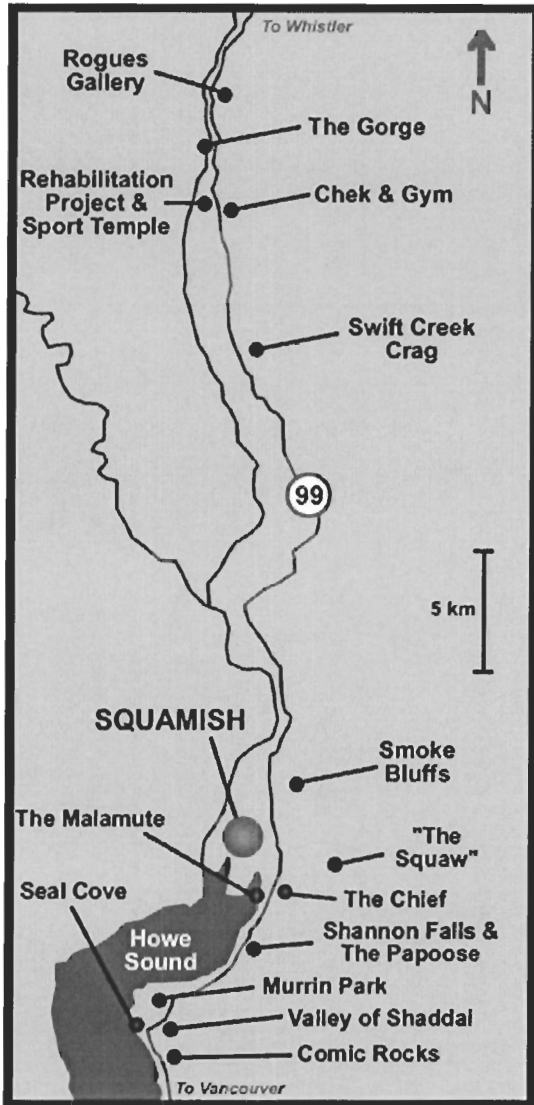 To Whistler
Rogues
Gallery
N
The Gorge
Rehabilitation
Project &
Sport Temple
Chek & Gym
Swift Creek
Crag
99
5 km
SQUAMISH
Smoke
Bluffs
The Malamute
"The
Squaw"
Seal Cove
The Chief
Howe
Sound
Shannon Falls &
The Papoose
Murrin Park
Valley of Shaddai
Comic Rocks
To Vancouver